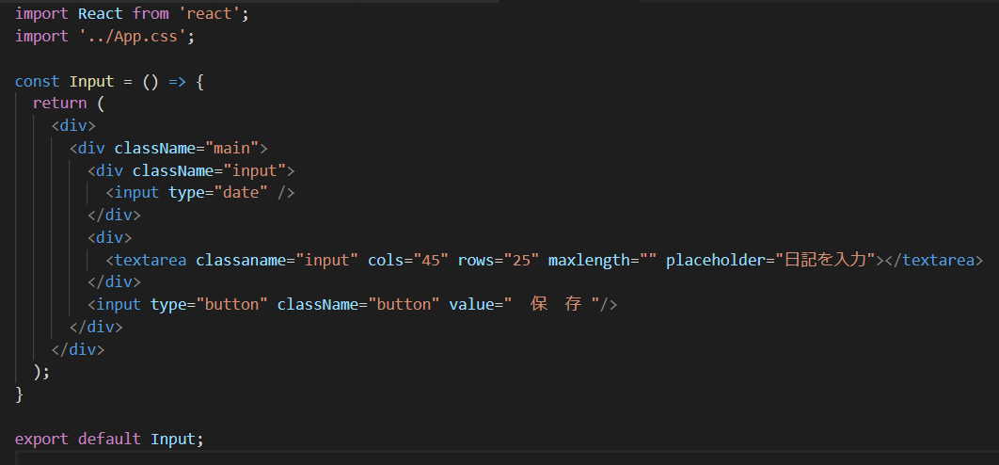 import React from 'react';
import '../App.css';

const Input = () => {
  return (
    <div>
      <div className="main">
        <div className="input">
          <input type="date" />
        </div>
        <div>
          <textarea classaname="input" cols="45" rows="25" maxlength="" placeholder="日記を入力"></textarea>
        </div>
        <input type="button" className="button" value="　保　存 "/>
      </div>
    </div>
  );
}

export default Input;